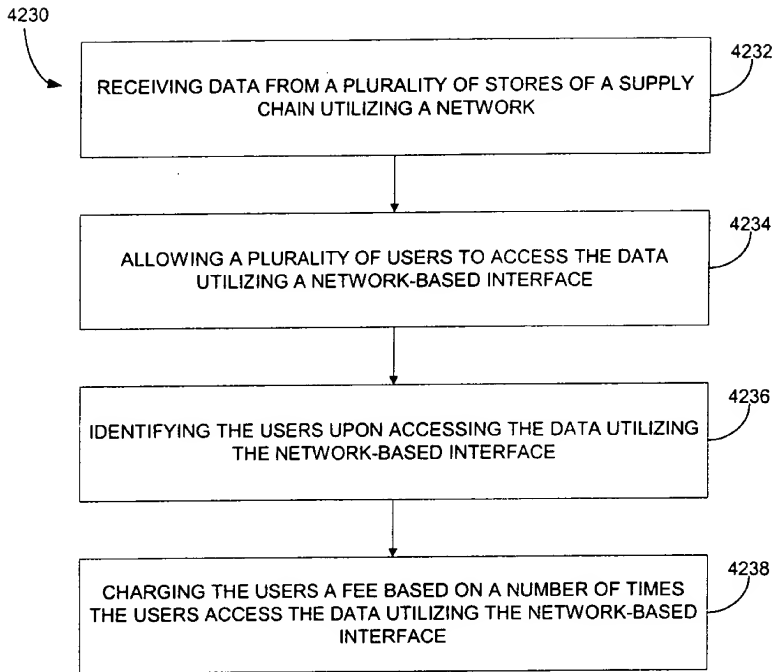 4230
4232
RECEIVING DATA FROM A PLURALITY OF STORES OF A SUPPLY
CHAIN UTILIZING A NETWORK
4234
ALLOWING A PLURALITY OF USERS TO ACCESS THE DATA
UTILIZING A NETWORK-BASED INTERFACE
4236
IDENTIFYING THE USERS UPON ACCESSING THE DATA UTILIZING
THE NETWORK-BASED INTERFACE
4238
CHARGING THE USERS A FEE BASED ON A NUMBER OF TIMES
THE USERS ACCESS THE DATA UTILIZING THE NETWORK-BASED
INTERFACE